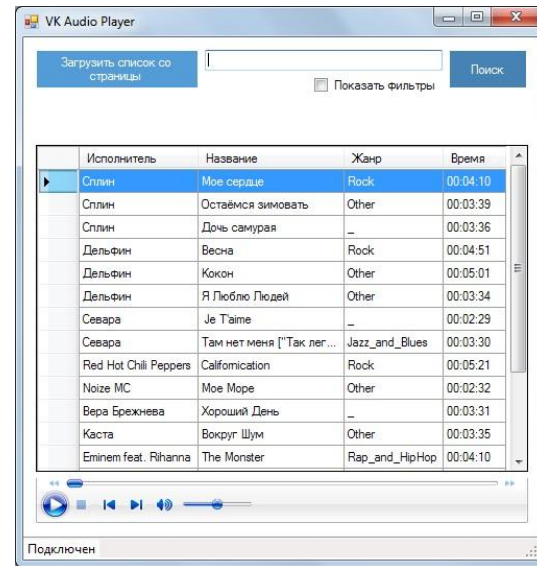 VK Audio Player
Загрузить список со
страницы
Поиск
Показать фильтры
Исполнитель Название Жанр Время
Сплин Мое сердце Rock 00:04:10
Сплин Остаёмся зимовать Other 00:03:39
Сплин Дочь самурая _ 00:03:36
Дельфин Весна Rock 00:04:51
Дельфин Кокон Other 00:05:01
Дельфин Я Люблю Людей Other 00:03:34
Севара Je T'aime _ 00:02:29
Севара Там нет меня ["Так лег... Jazz_and_Blues 00:03:30
Red Hot Chili Peppers Californication Rock 00:05:21
Noize MC Мое Море Other 00:02:32
Вера Брежнева Хороший День _ 00:03:31
Каста Вокруг Шум Other 00:03:35
Eminem feat. Rihanna The Monster Rap_and_HipHop 00:04:10
Подключен